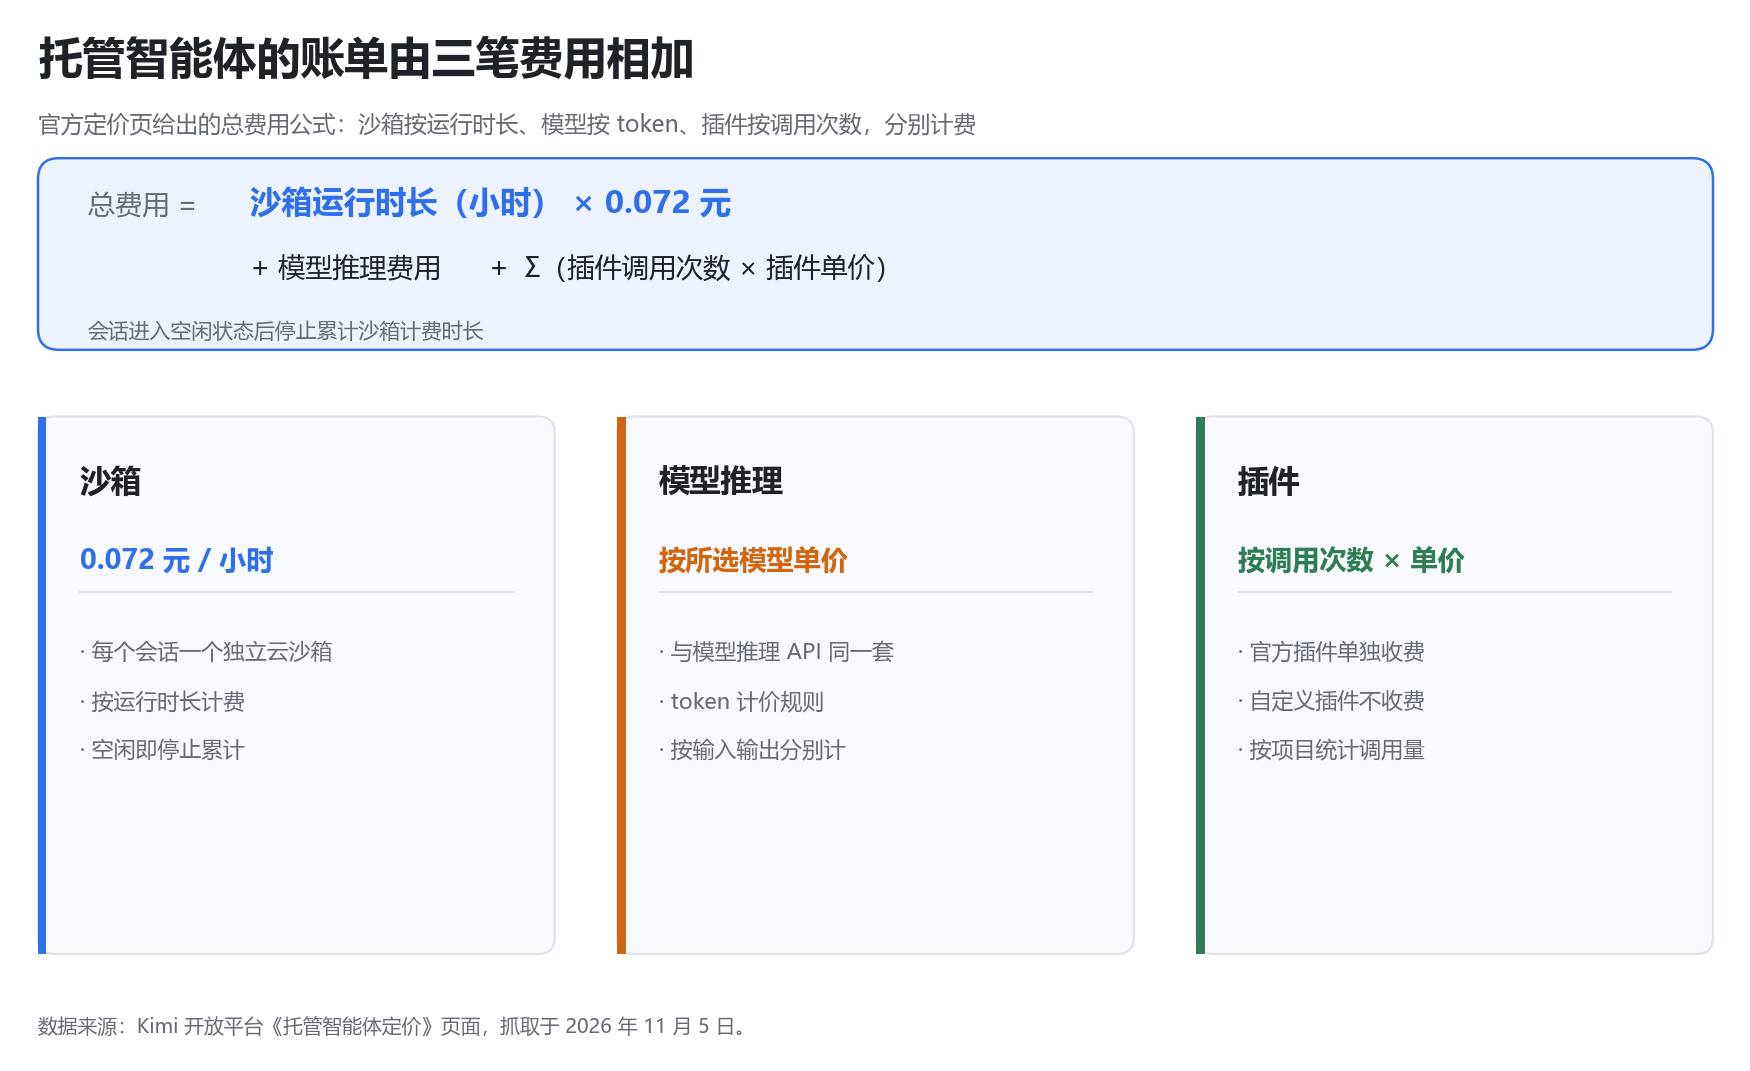 托管智能体的账单由三笔费用相加
官方定价页给出的总费用公式：沙箱按运行时长、模型按 token、插件按调用次数，分别计费
总费用 = 沙箱运行时长（小时） × 0.072 元
+ 模型推理费用 + Σ（插件调用次数 × 插件单价）
会话进入空闲状态后停止累计沙箱计费时长
沙箱
0.072 元 / 小时
· 每个会话一个独立云沙箱
· 按运行时长计费
· 空闲即停止累计
模型推理
按所选模型单价
· 与模型推理 API 同一套
· token 计价规则
· 按输入输出分别计
插件
按调用次数 × 单价
· 官方插件单独收费
· 自定义插件不收费
· 按项目统计调用量
数据来源：Kimi 开放平台《托管智能体定价》页面，抓取于 2026 年 11 月 5 日。